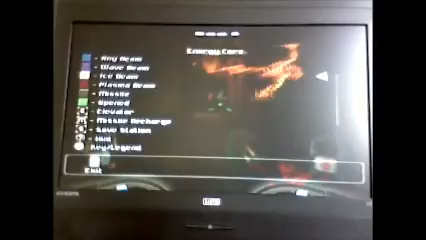 Energy Core
- Any Beam
- Wave Beam
- Ice Beam
- Plasma Beam
- Missile
- Opened
- Elevator
- Missile Recharge
- Save Station
- Hint
Key/Legend
Exit